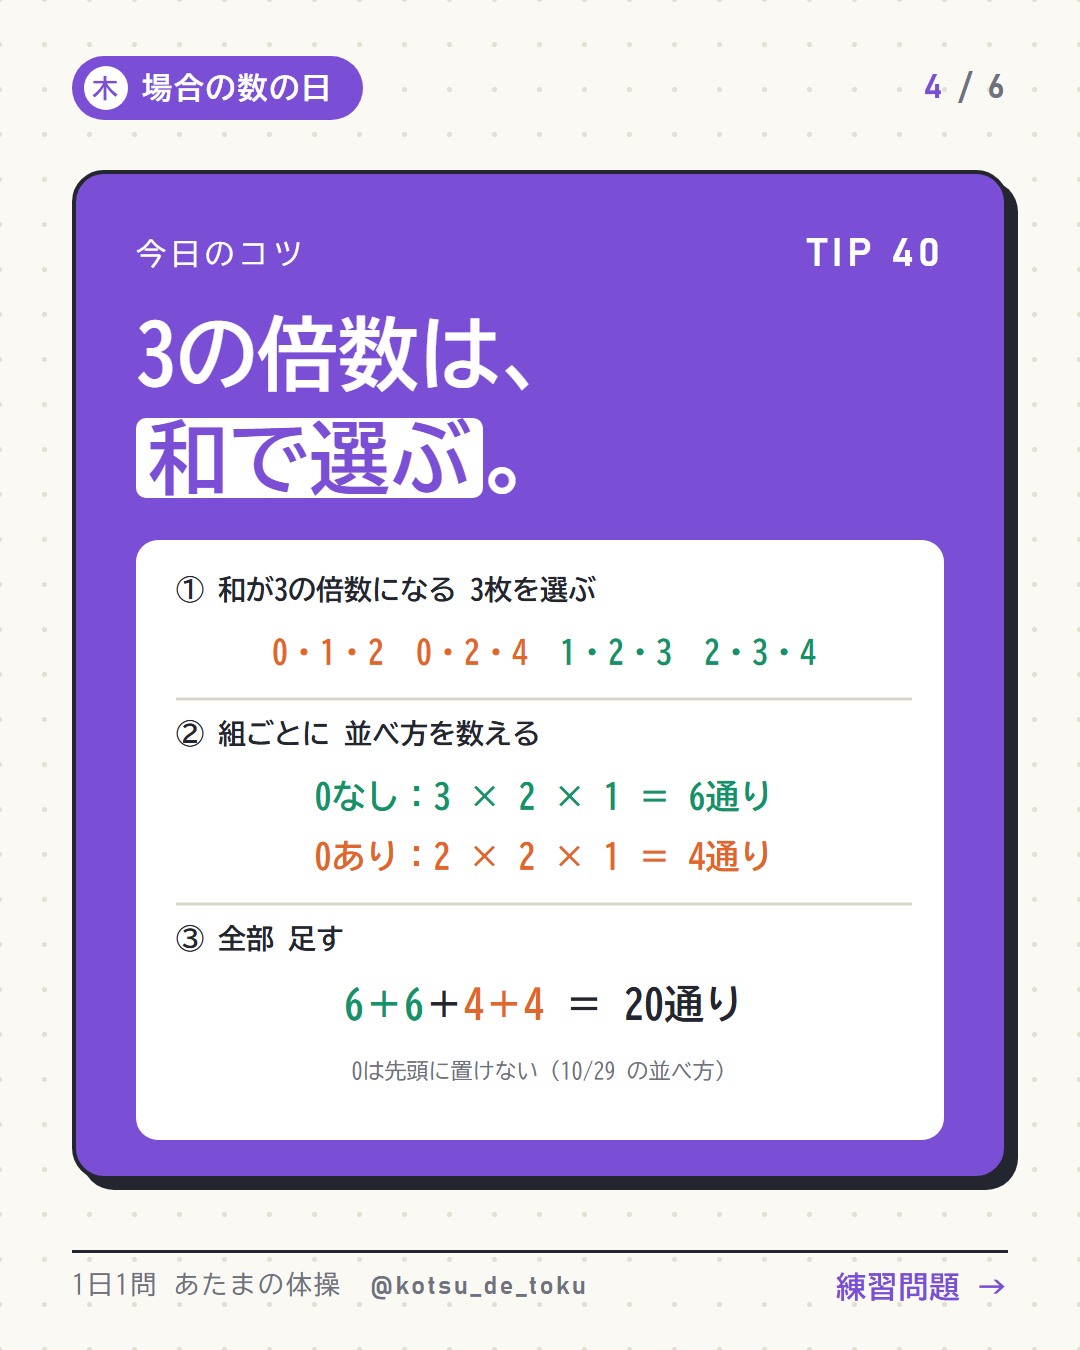 木 場合の数の日
4 / 6
今日のコツ
TIP 40
3の倍数は、
和で選ぶ。
① 和が3の倍数になる 3枚を選ぶ
0・1・2 0・2・4 1・2・3 2・3・4
② 組ごとに 並べ方を数える
0なし：3 × 2 × 1 = 6通り
0あり：2 × 2 × 1 = 4通り
③ 全部 足す
6+6+4+4 = 20通り
0は先頭に置けない（10/29 の並べ方）
1日1問 あたまの体操 @kotsu_de_toku
練習問題 →